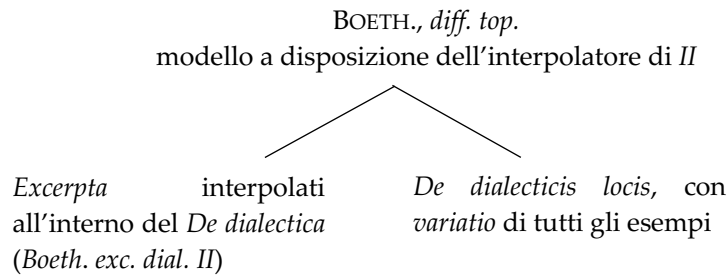 BOETH., diff. top.
modello a disposizione dell’interpolatore di II
Excerpta interpolati
all’interno del De dialectica
(Boeth. exc. dial. II)
De dialecticis locis, con
variatio di tutti gli esempi